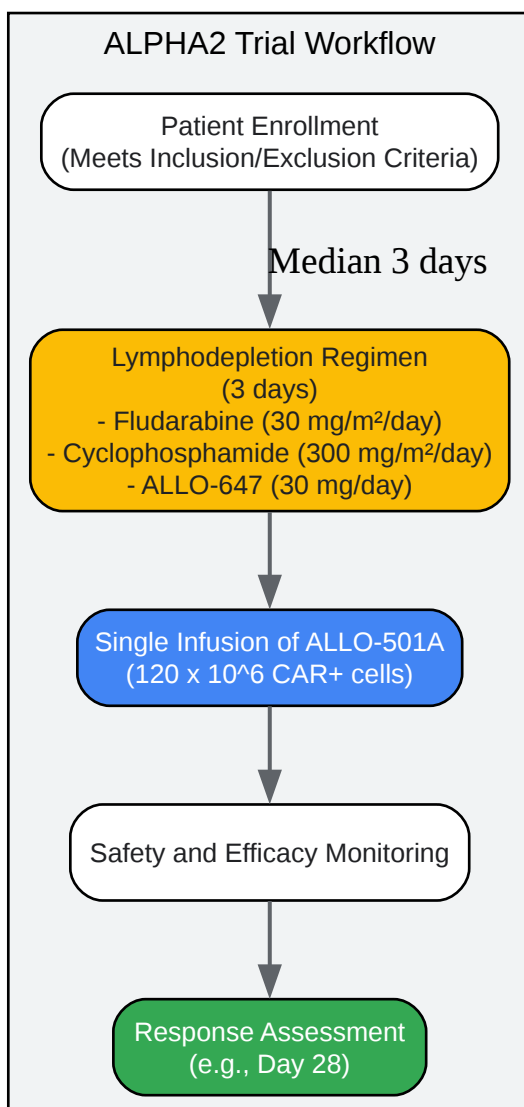 ALPHA2 Trial Workflow
Patient Enrollment
(Meets Inclusion/Exclusion Criteria)
Median 3 days
Lymphodepletion Regimen
(3 days)
- Fludarabine (30 mg/m²/day)
- Cyclophosphamide (300 mg/m²/day)
- ALLO-647 (30 mg/day)
Single Infusion of ALLO-501A
(120 x 10^6 CAR+ cells)
Safety and Efficacy Monitoring
Response Assessment
(e.g., Day 28)